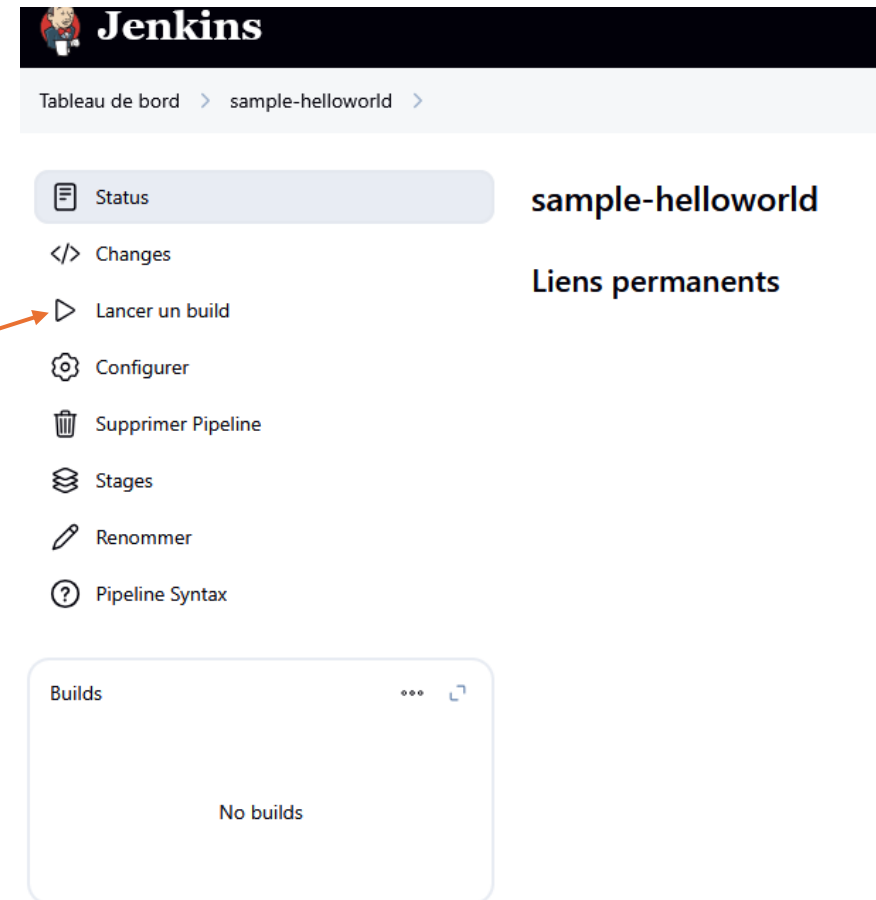 Jenkins
Tableau de bord > sample-helloworld >
Status
Changes
Lancer un build
Configurer
Supprimer Pipeline
Stages
Renommer
Pipeline Syntax
Builds
No builds
sample-helloworld
Liens permanents